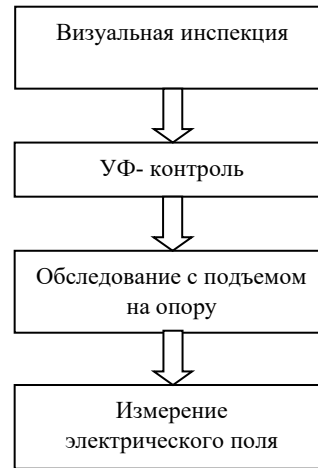 Визуальная инспекция
УФ- контроль
Обследование с подъемом
на опору
Измерение
электрического поля